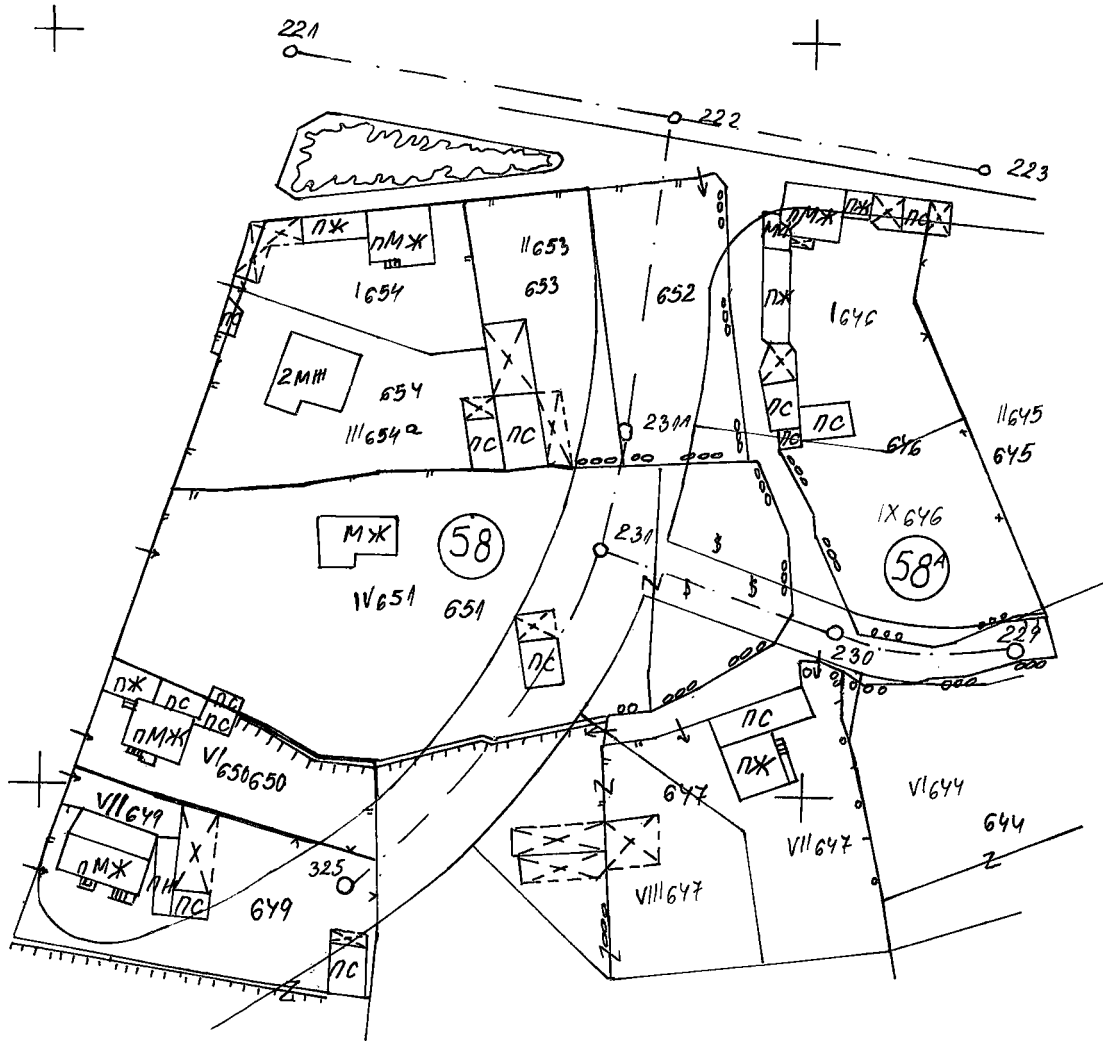 221
222
223
ПЖ
ПМЖ
II 653
653
I 654
652
ПМЖ
ПЖ
ПС
МЖ
ПЖ
I 646
ПС
2МЖ
654
III 654а
ПС
ПС
2311
ПС
ПС
ПС
646
II 645
645
МЖ
58
231
IX 646
58А
IV 651
651
ПС
230
229
ПЖ
ПС
ПС
ПС
ПМЖ
VI 650
650
ПС
ПЖ
647
VI 644
644
VII 647
VII 649
ПМЖ
ПЖ
ПС
325
649
VIII 647
ПС